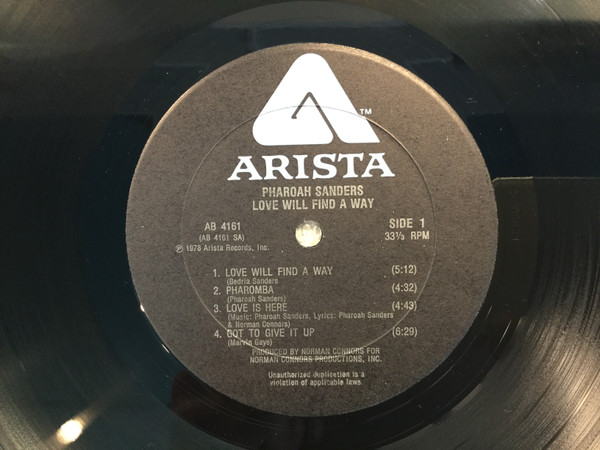 TM
ARISTA
PHAROAH SANDERS
LOVE WILL FIND A WAY
AB 4161
(AB 4161 SA)
℗ 1978 Arista Records, Inc.
SIDE 1
33⅓ RPM
1. LOVE WILL FIND A WAY (5:12)
(Bedria Sanders
2. PHAROMBA (4:32)
(Pharoah Sanders)
3. LOVE IS HERE (4:43)
(Music: Pharoah Sanders, Lyrics: Pharoah Sanders
& Norman Connors)
4. GOT TO GIVE IT UP (6:29)
(Marvin Gaye)
PRODUCED BY NORMAN CONNORS FOR
NORMAN CONNORS PRODUCTIONS, INC.
Unauthorized duplication is a
violation of applicable laws.